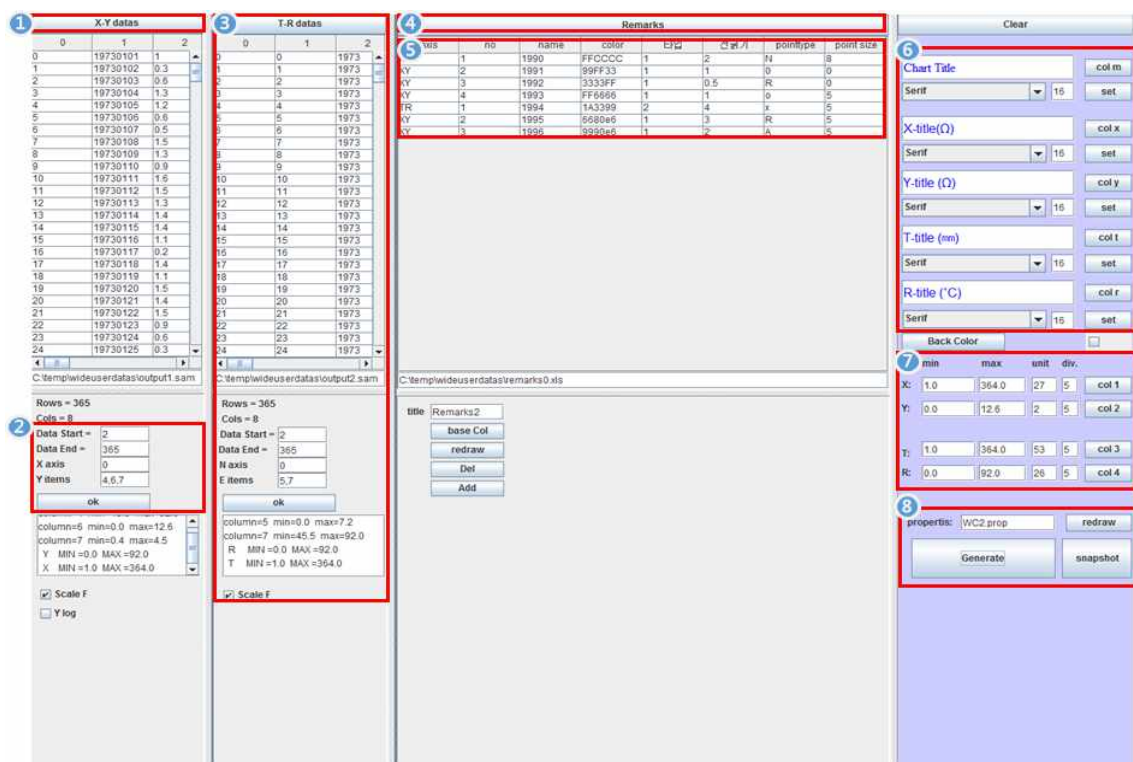 1 X-Y datas
0 1 2
0 19730101 1
1 19730102 0.3
2 19730103 0.6
3 19730104 1.3
4 19730105 1.2
5 19730106 0.6
6 19730107 0.5
7 19730108 1.5
8 19730109 1.3
9 19730110 0.9
10 19730111 1.6
11 19730112 1.5
12 19730113 1.3
13 19730114 1.4
14 19730115 1.4
15 19730116 1.1
16 19730117 0.2
17 19730118 1.4
18 19730119 1.1
19 19730120 1.5
20 19730121 1.4
21 19730122 1.5
22 19730123 0.9
23 19730124 0.6
24 19730125 0.3
C:\temp\wideuserdatas\output1.sam
Rows = 365
Cols = 8
2
Data Start = 2
Data End = 365
X axis 0
Y items 4,6,7
ok
column=6 min=0.0 max=12.6
column=7 min=0.4 max=4.5
Y MIN =0.0 MAX =92.0
X MIN =1.0 MAX =364.0
Scale F
Y log
3 T-R datas
0 1 2
0 0 1973
1 1 1973
2 2 1973
3 3 1973
4 4 1973
5 5 1973
6 6 1973
7 7 1973
8 8 1973
9 9 1973
10 10 1973
11 11 1973
12 12 1973
13 13 1973
14 14 1973
15 15 1973
16 16 1973
17 17 1973
18 18 1973
19 19 1973
20 20 1973
21 21 1973
22 22 1973
23 23 1973
24 24 1973
C:\temp\wideuserdatas\output2.sam
Rows = 365
Cols = 8
Data Start = 2
Data End = 365
N axis 0
E items 5,7
ok
column=5 min=0.0 max=7.2
column=7 min=45.5 max=92.0
R MIN =0.0 MAX =92.0
T MIN =1.0 MAX =364.0
Scale F
4 Remarks
5 axis no name color pointtype point size
1 1990 FFCCCC 1 2 N 8
XY 2 1991 99FF33 1 1 0 0
XY 3 1992 3333FF 1 0.5 R 0
XY 4 1993 FF6666 1 1 o 5
TR 1 1994 1A3399 2 4 x 5
XY 2 1995 6680e6 1 3 R 5
XY 3 1996 9990e6 1 2 A 5
C:\temp\wideuserdatas\remarks0.xls
title Remarks2
base Col
redraw
Del
Add
Clear
6
Chart Title col m
Serif 16 set
X-title(Ω) col x
Serif 16 set
Y-title (Ω) col y
Serif 16 set
T-title (㎜) col t
Serif 16 set
R-title (℃) col r
Serif 16 set
Back Color
7 min max unit div.
X: 1.0 364.0 27 5 col 1
Y: 0.0 12.6 2 5 col 2
T: 1.0 364.0 53 5 col 3
R: 0.0 92.0 26 5 col 4
8
propertis: WC2.prop redraw
Generate snapshot